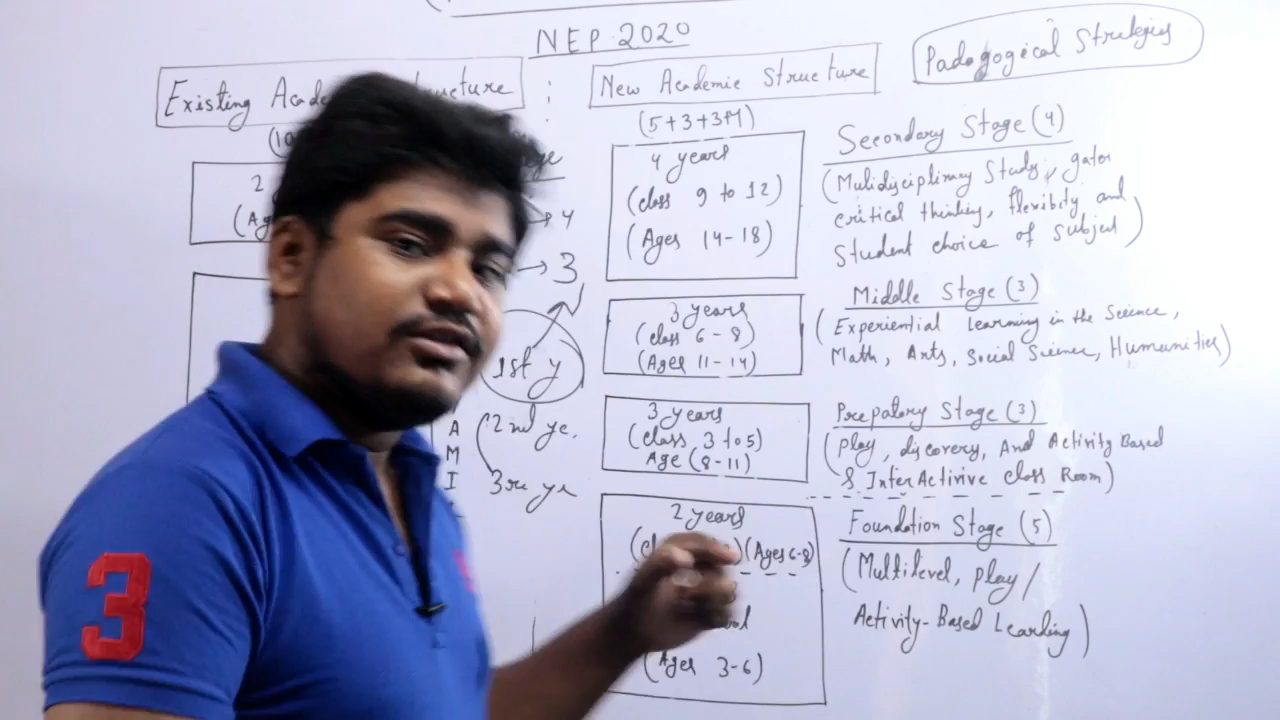 NEP 2020
Padagogical Strategies
Existing
New Academic Structure
(5+3+3+4)
4 years
(class 9 to 12)
(Ages 14-18)
Secondary Stage (4)
(Mulidisciplinary Study, gater
critical thinking, flexibity and
Student choice of subject)
→ 4
→ 3
1st y
2nd ye.
3re ye
A
M
I
3 years
(class 6-8)
(Ages 11-14)
Middle Stage (3)
(Experiential Learning in the Science,
Math, Arts, Social Science, Humanities)
3 years
(class 3 to 5)
Age (8-11)
Prepatory Stage (3)
(play, discovery, And Activity Based
& InterActivive class Room)
2 years
(Ages 6-8)
(Ages 3-6)
Foundation Stage (5)
(Multilevel, play/
Activity-Based Learding)
3